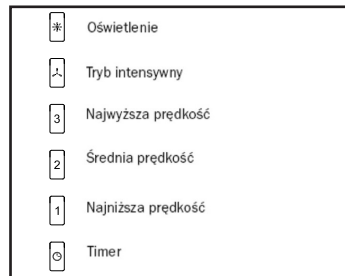 Oświetlenie
Tryb intensywny
3 Najwyższa prędkość
2 Średnia prędkość
1 Najniższa prędkość
Timer